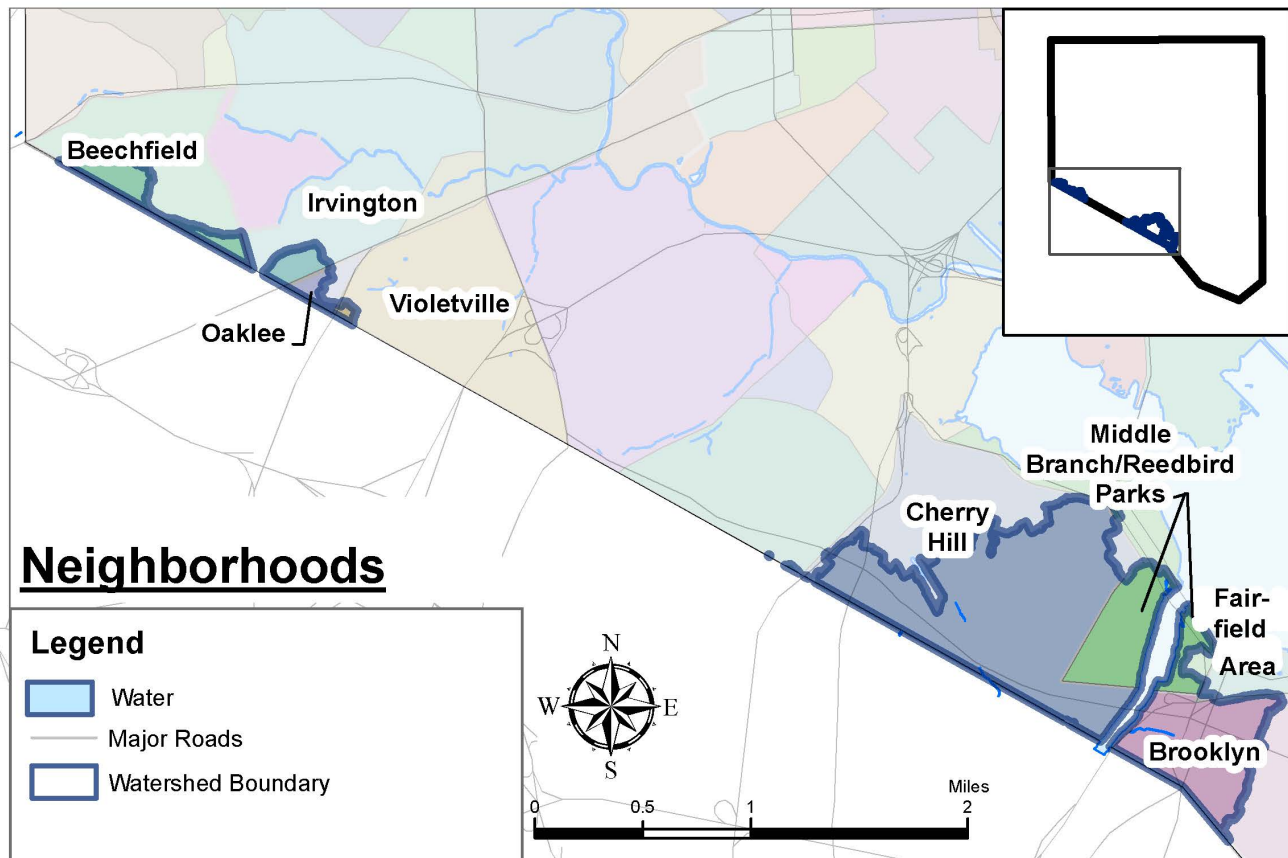 Beechfield
Irvington
Violetville
Oaklee
Middle
Branch/Reedbird
Parks
Cherry
Hill
Fair-
field
Area
Brooklyn
Neighborhoods
Legend
Water
Major Roads
Watershed Boundary
N
W E
S
Miles
0 0.5 1 2